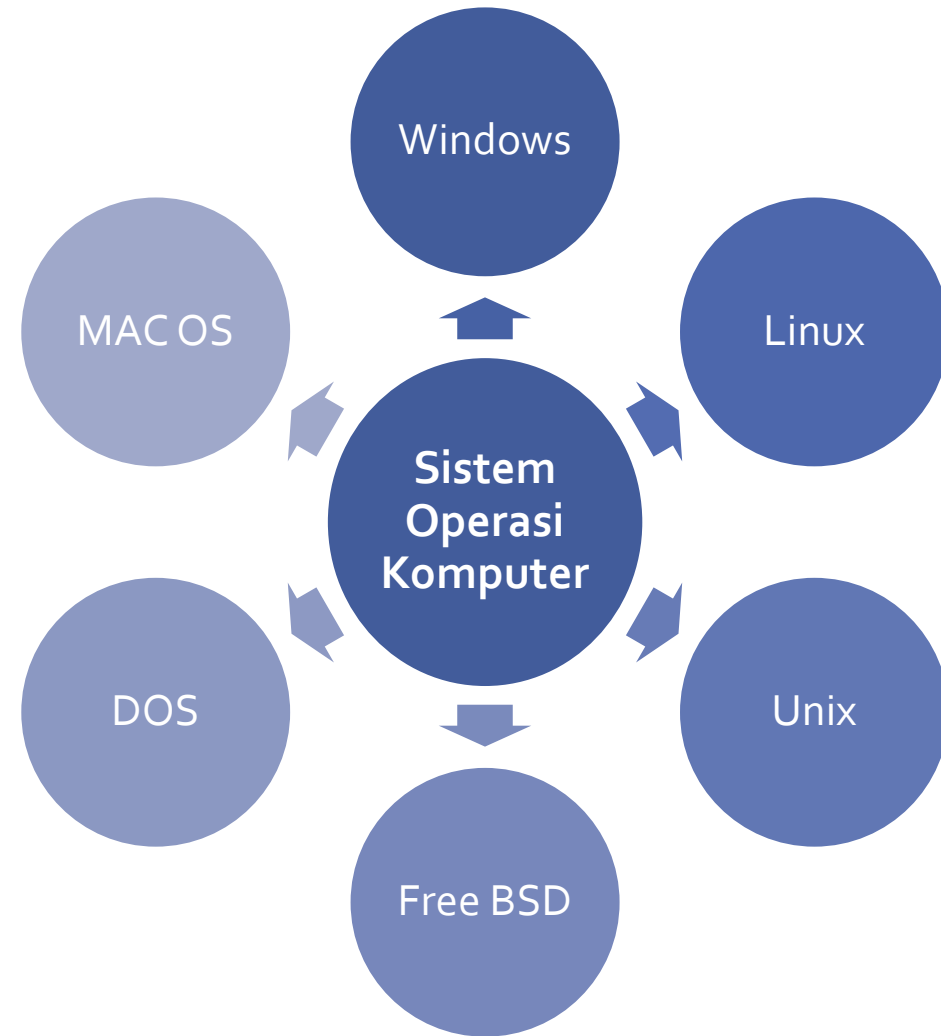 Windows
MAC OS
Linux
Sistem
Operasi
Komputer
DOS
Unix
Free BSD